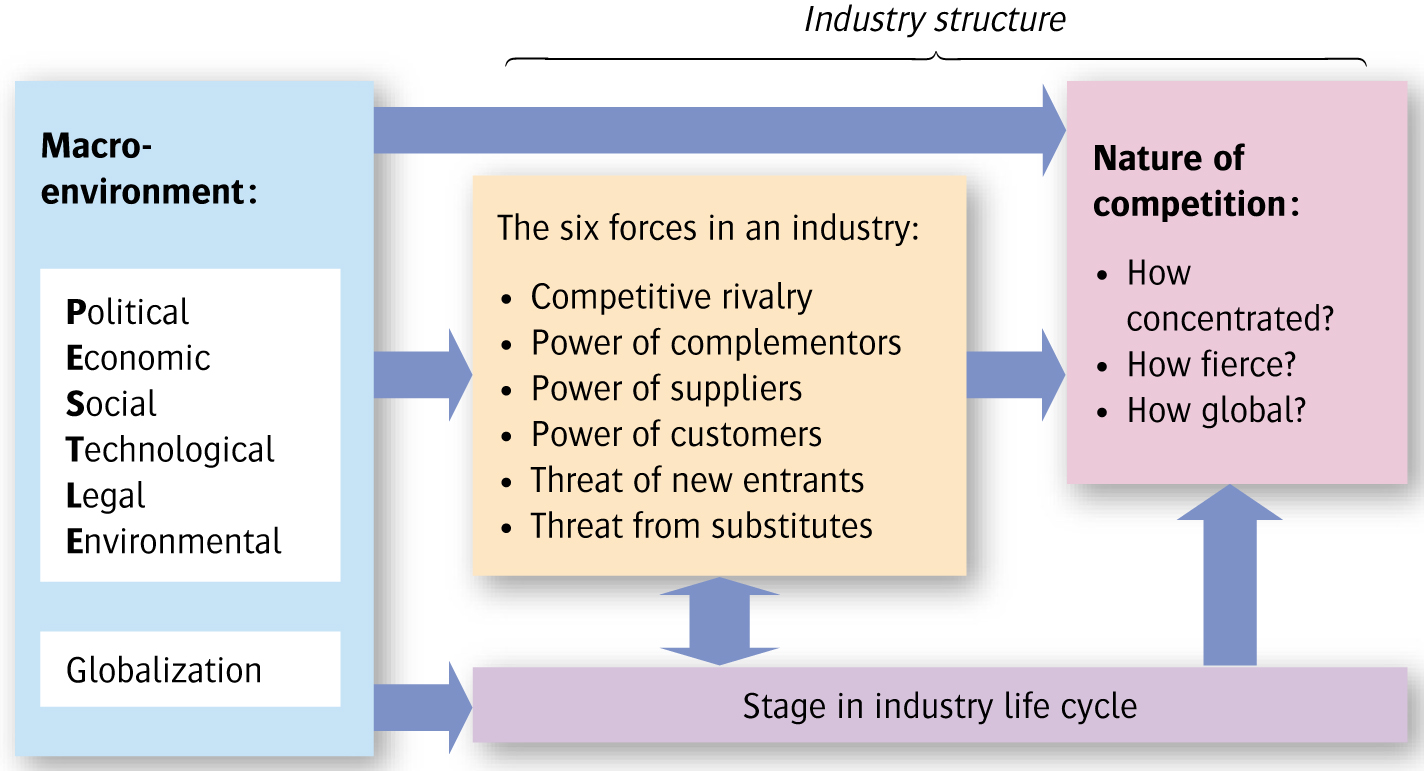 Industry structure
Macro-
environment:
Political
Economic
Social
Technological
Legal
Environmental
Globalization
The six forces in an industry:
• Competitive rivalry
• Power of complementors
• Power of suppliers
• Power of customers
• Threat of new entrants
• Threat from substitutes
Nature of
competition:
• How
concentrated?
• How fierce?
• How global?
Stage in industry life cycle